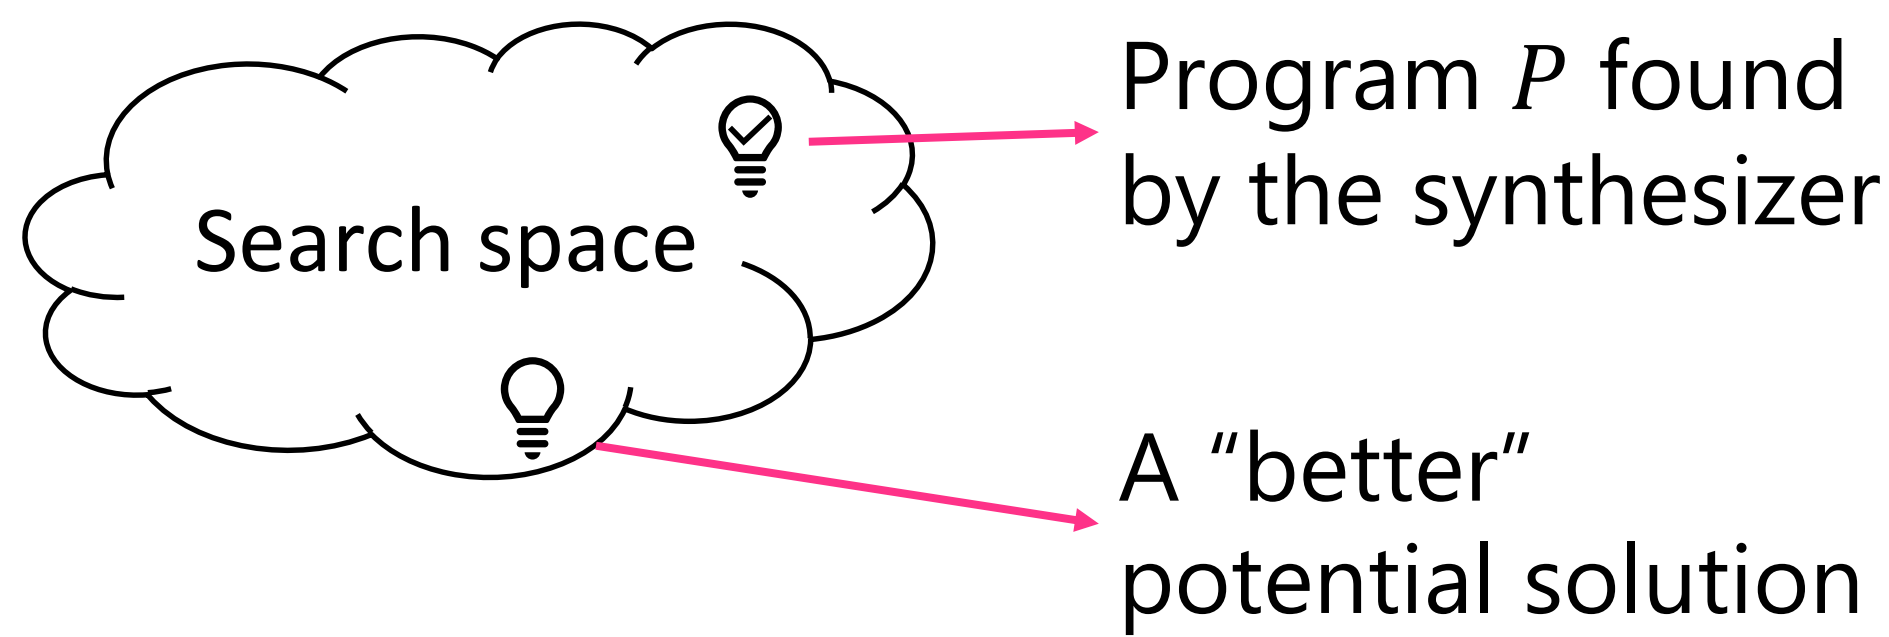 Search space
Program P found
by the synthesizer
A “better”
potential solution